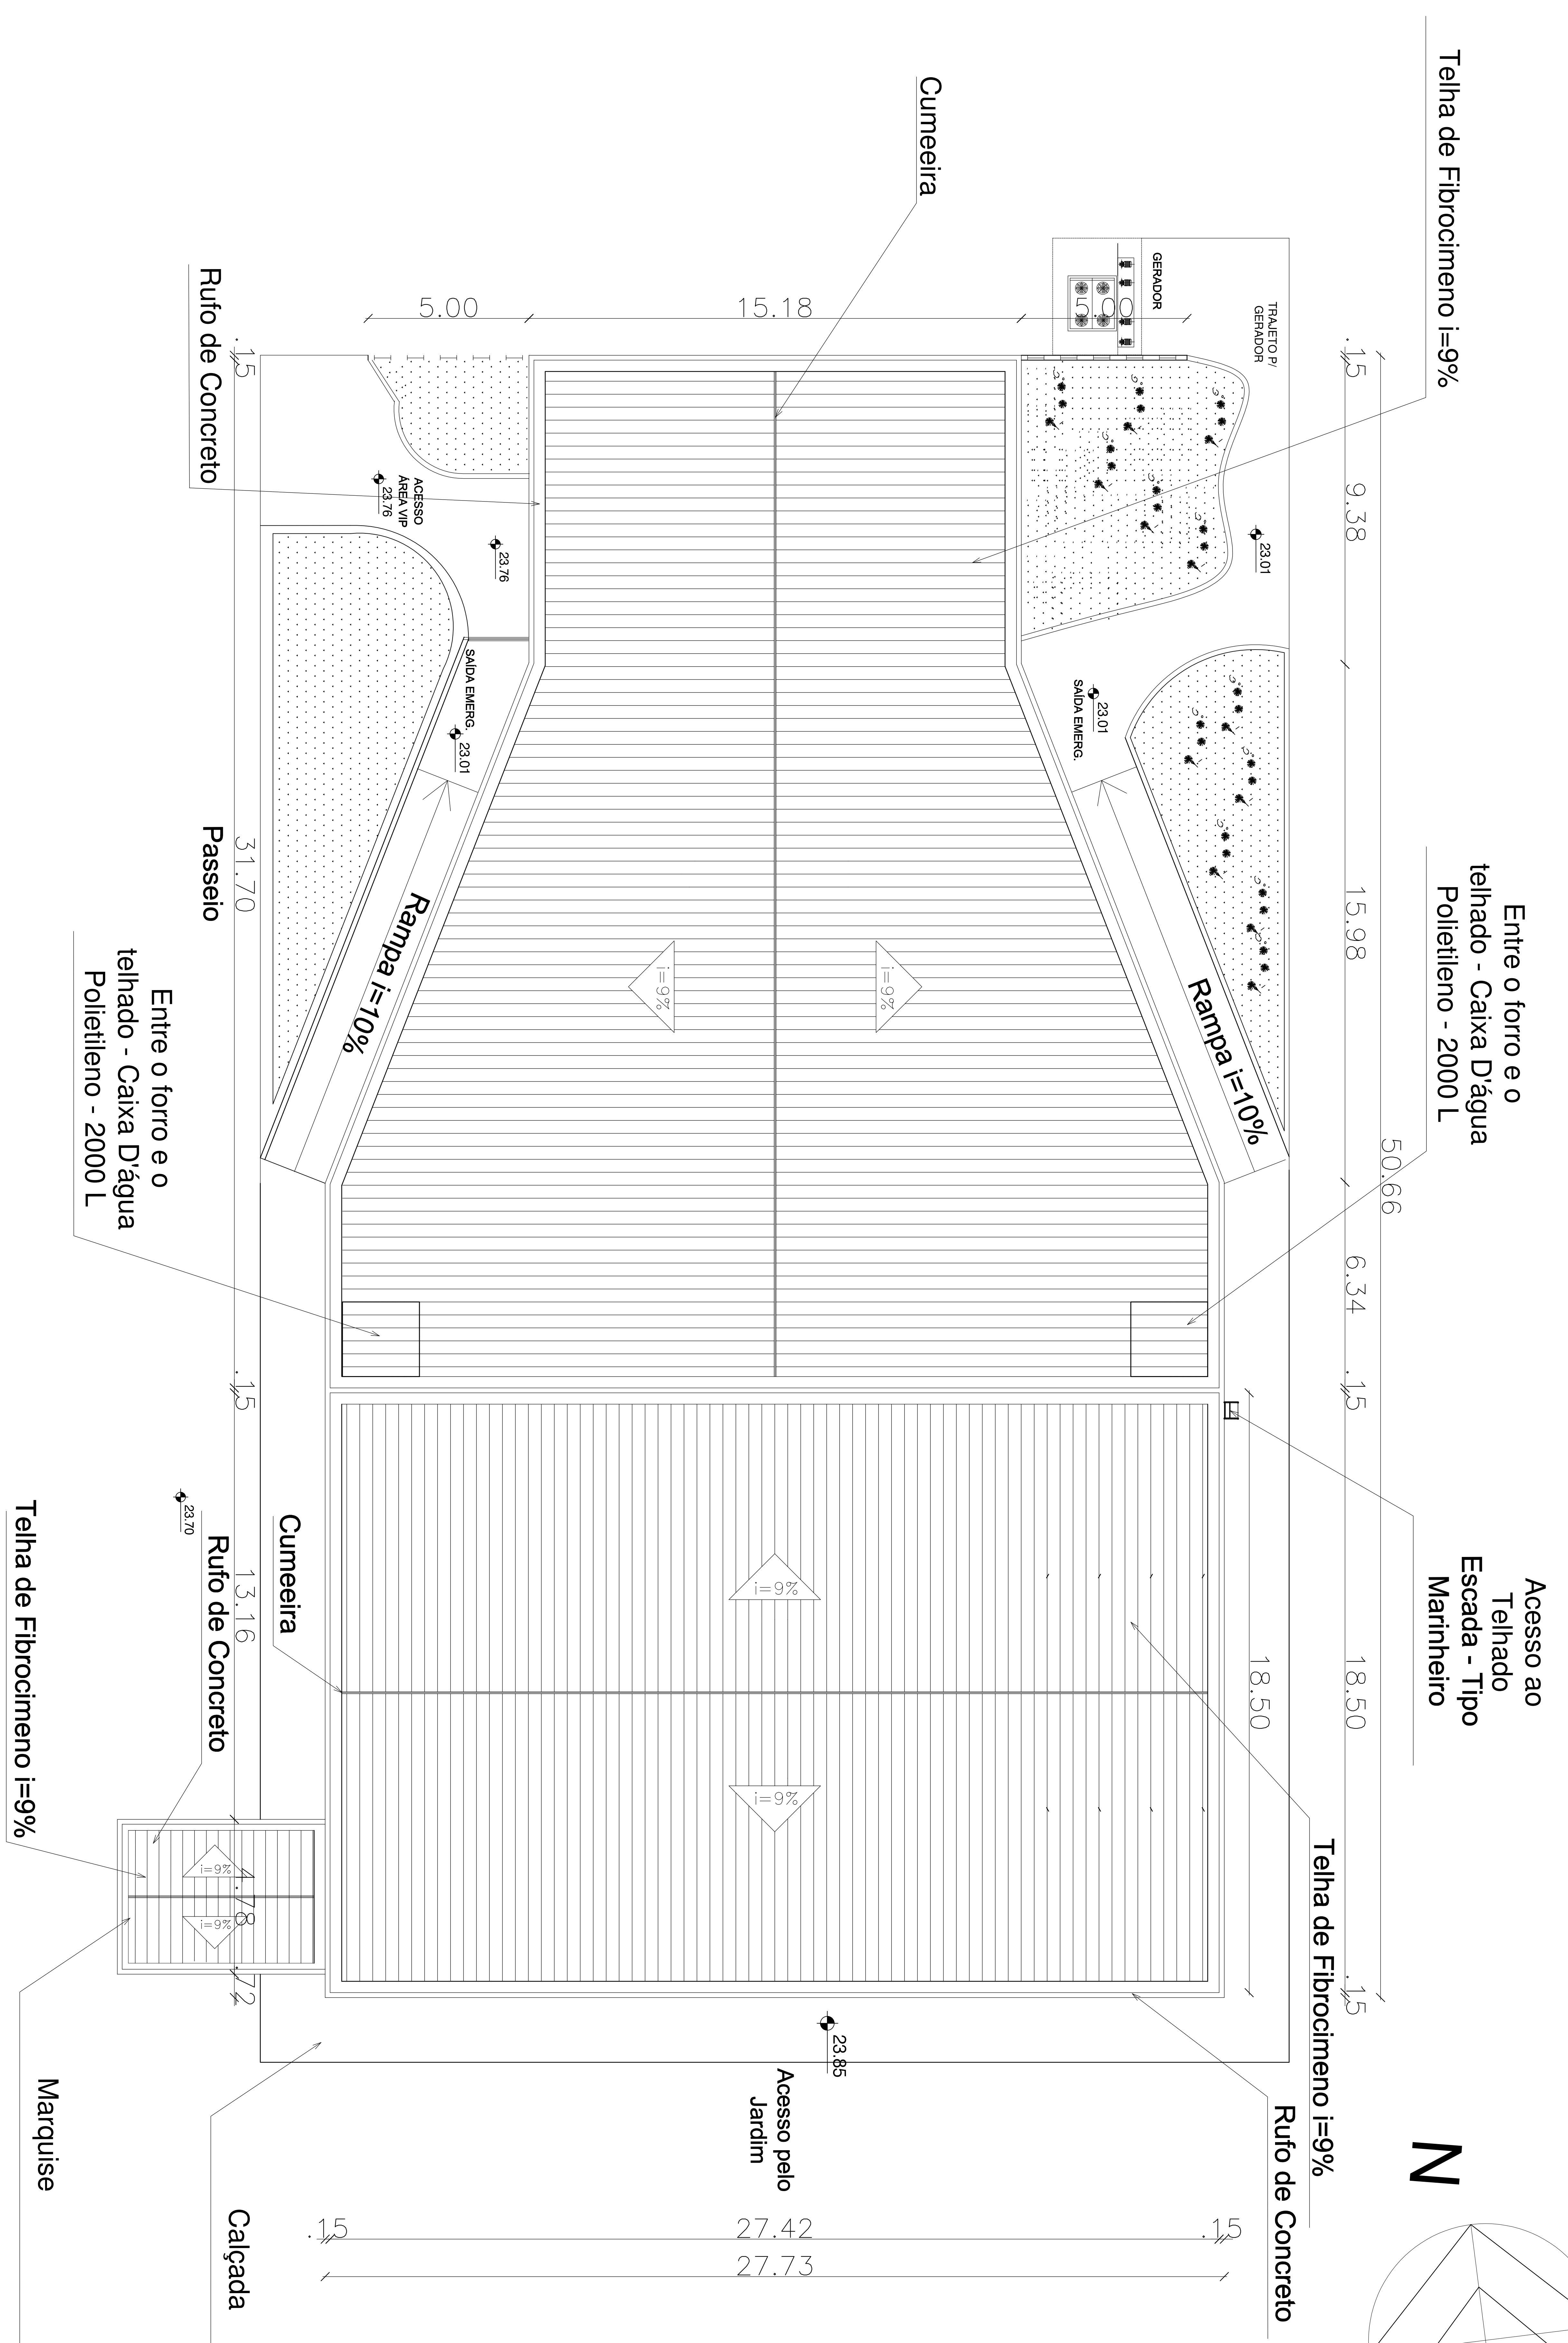 Telha de Fibrocimeno i=9%
Cumeeira
Rufo de Concreto
GERADOR
TRAJETO P/
GERADOR
5.00
15.18
5.00
.15
.15
9.38
15.98
50.66
6.34
.15
18.50
18.50
.15
23.01
ACESSO
ÁREA VIP
23.76
23.76
SAÍDA EMERG.
23.01
SAÍDA EMERG.
23.01
Rampa i=10%
Rampa i=10%
Passeio
31.70
i=9%
i=9%
Entre o forro e o
telhado - Caixa D'água
Polietileno - 2000 L
Entre o forro e o
telhado - Caixa D'água
Polietileno - 2000 L
.15
13.16
4.78
.72
Acesso ao
Telhado
Escada - Tipo
Marinheiro
23.70
Cumeeira
Rufo de Concreto
Telha de Fibrocimeno i=9%
i=9%
i=9%
i=9%
i=9%
Telha de Fibrocimeno i=9%
Rufo de Concreto
23.85
Acesso pelo
Jardim
Marquise
Calçada
.15
27.42
.15
27.73
N